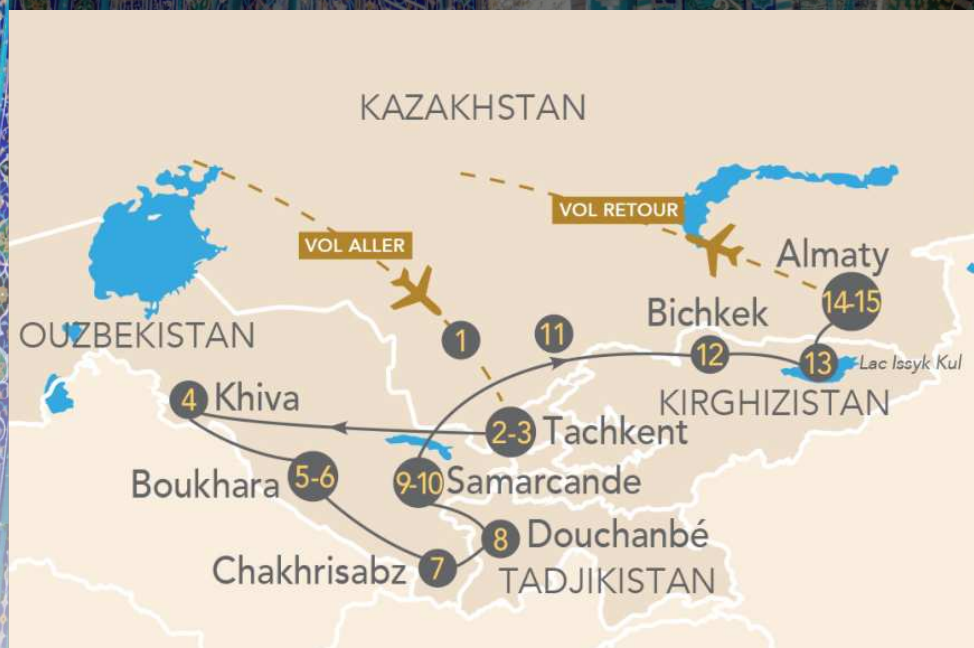 KAZAKHSTAN
VOL RETOUR
VOL ALLER
Almaty
14-15
Bichkek
1
11
12
13
Lac Issyk Kul
OUZBEKISTAN
KIRGHIZISTAN
4 Khiva
2-3 Tachkent
Boukhara 5-6
9-10 Samarcande
8 Douchanbé
Chakhrisabz 7
TADJIKISTAN